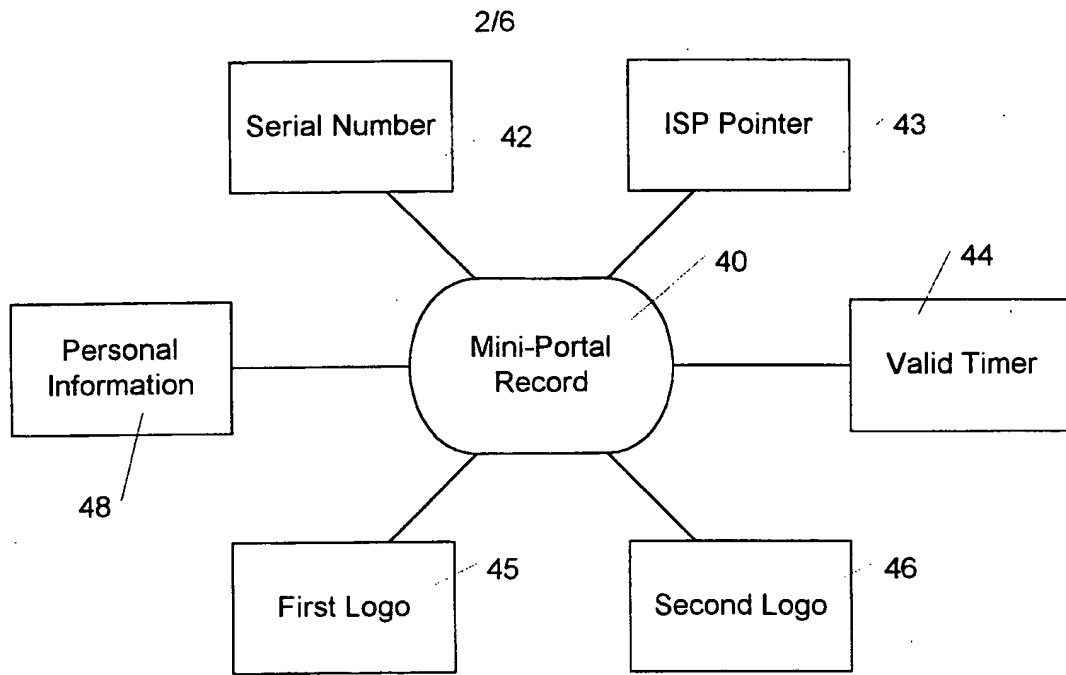 2/6
Serial Number
42
ISP Pointer
43
40
44
Mini-Portal
Record
Personal
Information
48
Valid Timer
First Logo
45
Second Logo
46